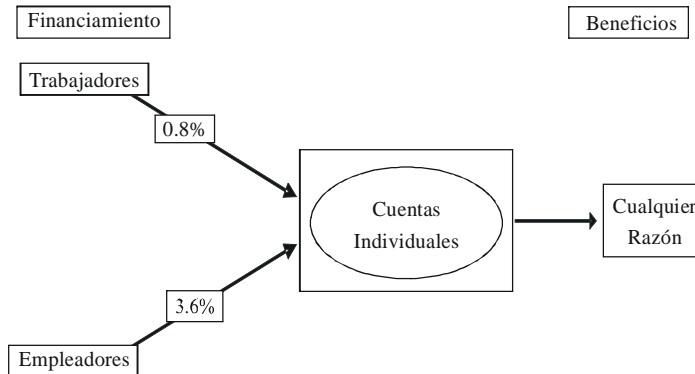 Financiamiento
Beneficios
Trabajadores
0.8%
Cuentas
Individuales
Cualquier
Razón
3.6%
Empleadores